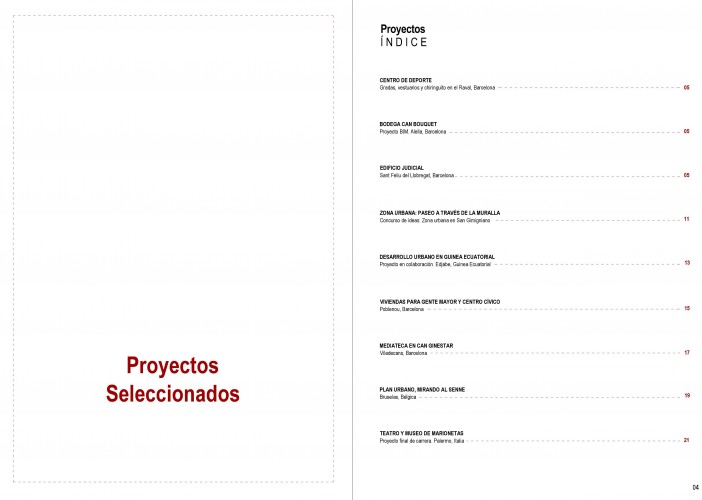 Proyectos
Seleccionados
Proyectos
ÍNDICE
CENTRO DE DEPORTE
Gradas, vestuarios y chiringuito en el Raval, Barcelona 05
BODEGA CAN BOUQUET
Proyecto BIM. Alella, Barcelona 06
EDIFICIO JUDICIAL
Sant Feliu del Llobregat, Barcelona 05
ZONA URBANA: PASEO A TRAVÉS DE LA MURALLA
Concurso de ideas: Zona urbana en San Gimigniano 11
DESARROLLO URBANO EN GUINEA ECUATORIAL
Proyecto en colaboración. Edjabe, Guinea Ecuatorial 13
VIVIENDAS PARA GENTE MAYOR Y CENTRO CÍVICO
Poblenou, Barcelona 15
MEDIATECA EN CAN GINESTAR
Viladecans, Barcelona 17
PLAN URBANO, MIRANDO AL SENNE
Bruselas, Bélgica 19
TEATRO Y MUSEO DE MARIONETAS
Proyecto final de carrera. Palermo, Italia 21
04